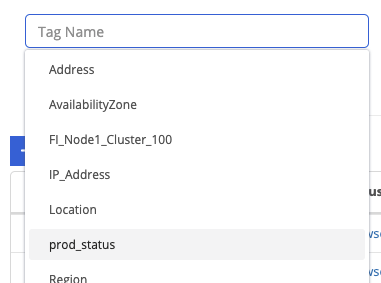 Tag Name
Address
AvailabilityZone
FI_Node1_Cluster_100
IP_Address
Location
prod_status
Region